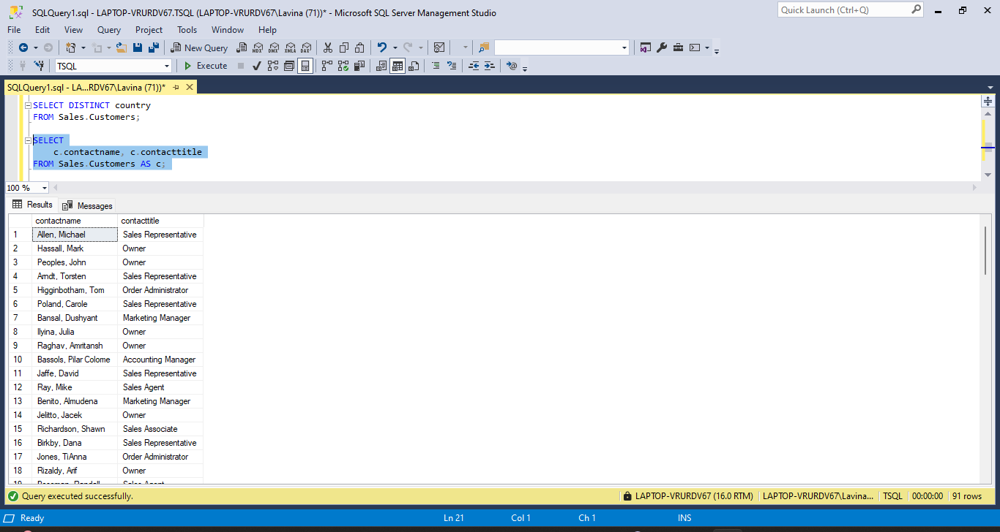 SQLQuery1.sql - LAPTOP-VRURDV67.TSQL (LAPTOP-VRURDV67\Lavina (71))* - Microsoft SQL Server Management Studio
Quick Launch (Ctrl+Q)
File Edit View Query Project Tools Window Help
New Query MDX DMX XMLA DAX
TSQL Execute
SQLQuery1.sql - LA...RDV67\Lavina (71))*
SELECT DISTINCT country
FROM Sales.Customers;
SELECT
c.contactname, c.contacttitle
FROM Sales.Customers AS c;
100 %
Results Messages
contactname contacttitle
1 Allen, Michael Sales Representative
2 Hassall, Mark Owner
3 Peoples, John Owner
4 Arndt, Torsten Sales Representative
5 Higginbotham, Tom Order Administrator
6 Poland, Carole Sales Representative
7 Bansal, Dushyant Marketing Manager
8 Ilyina, Julia Owner
9 Raghav, Amritansh Owner
10 Bassols, Pilar Colome Accounting Manager
11 Jaffe, David Sales Representative
12 Ray, Mike Sales Agent
13 Benito, Almudena Marketing Manager
14 Jelitto, Jacek Owner
15 Richardson, Shawn Sales Associate
16 Birkby, Dana Sales Representative
17 Jones, TiAnna Order Administrator
18 Rizaldy, Arif Owner
19 Sales Agent
Query executed successfully. LAPTOP-VRURDV67 (16.0 RTM) LAPTOP-VRURDV67\Lavina... TSQL 00:00:00 91 rows
Ready Ln 21 Col 1 Ch 1 INS